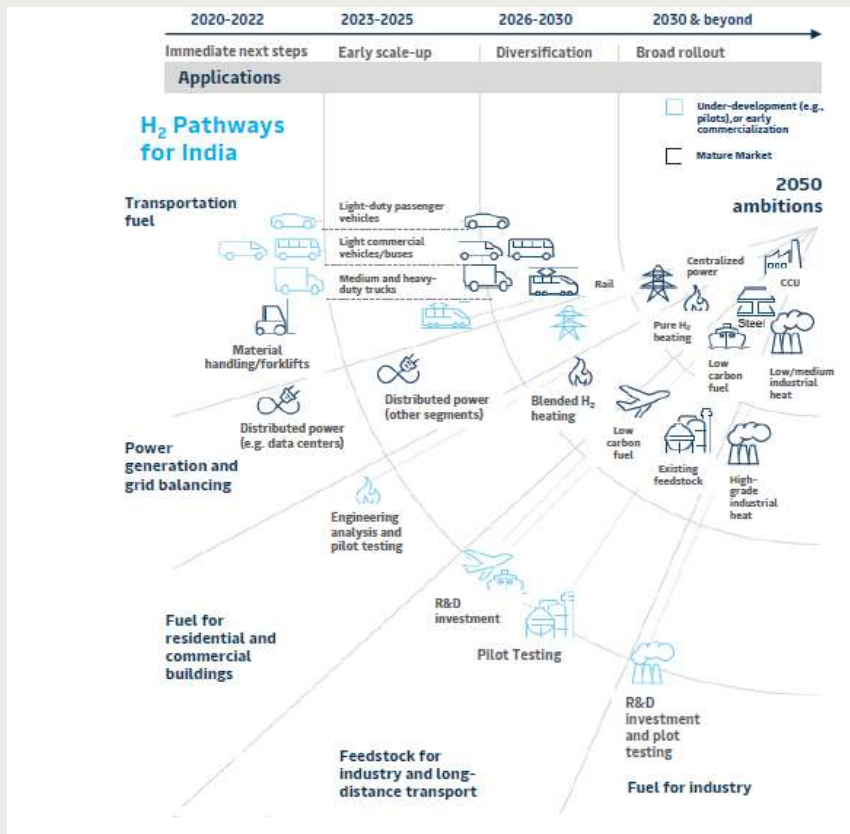 2020-2022
2023-2025
2026-2030
2030 & beyond
Immediate next steps
Early scale-up
Diversification
Broad rollout
Applications
Under-development (e.g.,
pilots),or early
commercialization
Mature Market
H₂ Pathways
for India
2050
ambitions
Transportation
fuel
Light-duty passenger
vehicles
Light commercial
vehicles/buses
Medium and heavy-
duty trucks
Rail
Centralized
power
CCU
Pure H₂
heating
Steel
Low
carbon
fuel
Low/medium
industrial
heat
Material
handling/forklifts
Distributed power
(e.g. data centers)
Distributed power
(other segments)
Blended H₂
heating
Low
carbon
fuel
Existing
feedstock
High-
grade
industrial
heat
Power
generation and
grid balancing
Engineering
analysis and
pilot testing
R&D
investment
Pilot Testing
Fuel for
residential and
commercial
buildings
R&D
investment
and plot
testing
Feedstock for
industry and long-
distance transport
Fuel for industry